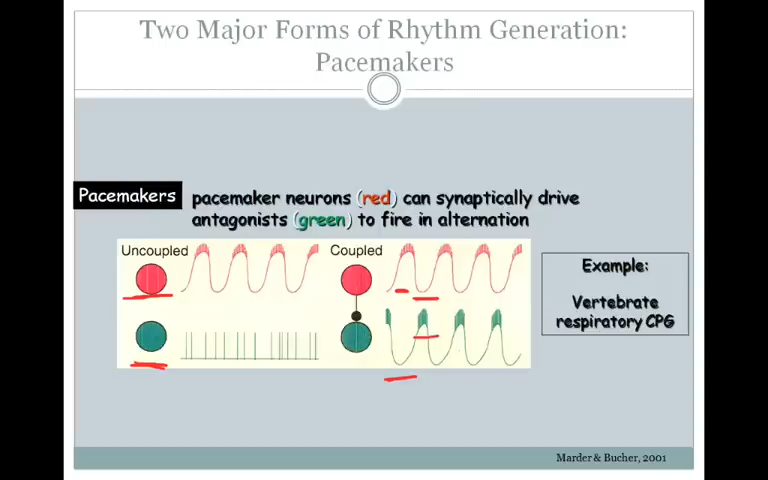 Two Major Forms of Rhythm Generation:
Pacemakers
Pacemakers
pacemaker neurons (red) can synaptically drive
antagonists (green) to fire in alternation
Uncoupled
Coupled
Example:
Vertebrate
respiratory CPG
Marder & Bucher, 2001